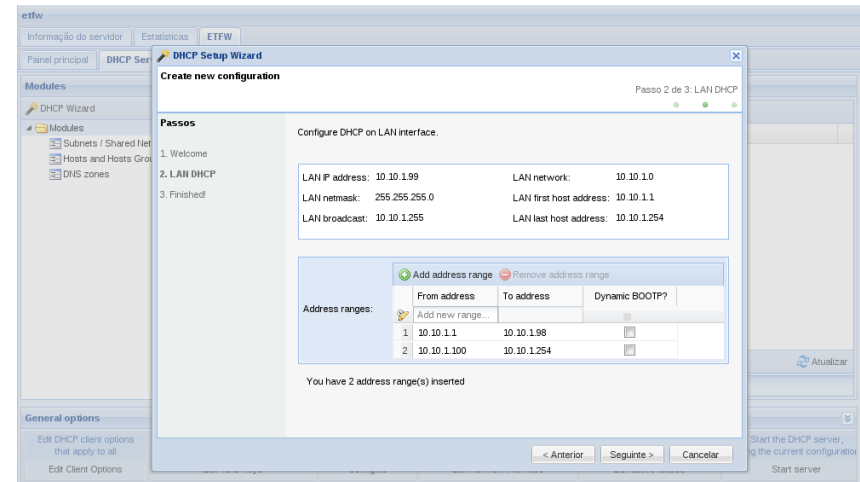 etfw
Informação do servidor
Estatísticas
ETFW
Painel principal
DHCP Ser
DHCP Setup Wizard
Create new configuration
Passo 2 de 3: LAN DHCP
Modules
DHCP Wizard
Modules
Subnets / Shared Net
Hosts and Hosts Grou
DNS zones
Passos
1. Welcome
2. LAN DHCP
3. Finished!
Configure DHCP on LAN interface.
LAN IP address: 10.10.1.99
LAN network: 10.10.1.0
LAN netmask: 255.255.255.0
LAN first host address: 10.10.1.1
LAN broadcast: 10.10.1.255
LAN last host address: 10.10.1.254
Address ranges:
Add address range
Remove address range
From address
To address
Dynamic BOOTP?
Add new range...
1 10.10.1.1 10.10.1.98
2 10.10.1.100 10.10.1.254
You have 2 address range(s) inserted
Atualizar
< Anterior
Seguinte >
Cancelar
General options
Edit DHCP client options
that apply to all
Edit Client Options
Start the DHCP server,
g the current configuration
Start server